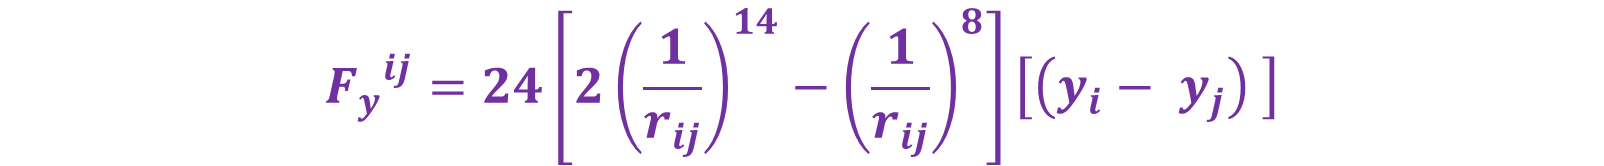 F_y^{ij} = 24 [ 2 ( 1 / r_{ij} )^{14} − ( 1 / r_{ij} )^8 ] [ ( y_i − y_j ) ]